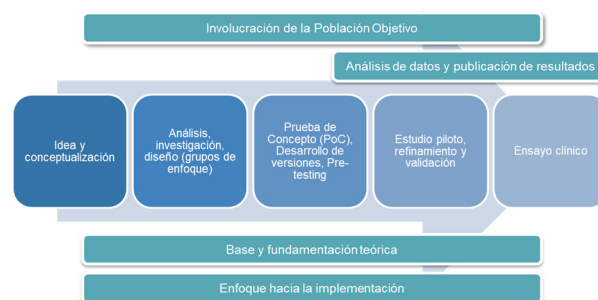 Involucración de la Población Objetivo
Análisis de datos y publicación de resultados
Idea y
conceptualización
Análisis,
investigación,
diseño (grupos de
enfoque)
Prueba de
Concepto (PoC),
Desarrollo de
versiones, Pre-
testing
Estudio piloto,
refinamiento y
validación
Ensayo clínico
Base y fundamentación teórica
Enfoque hacia la implementación